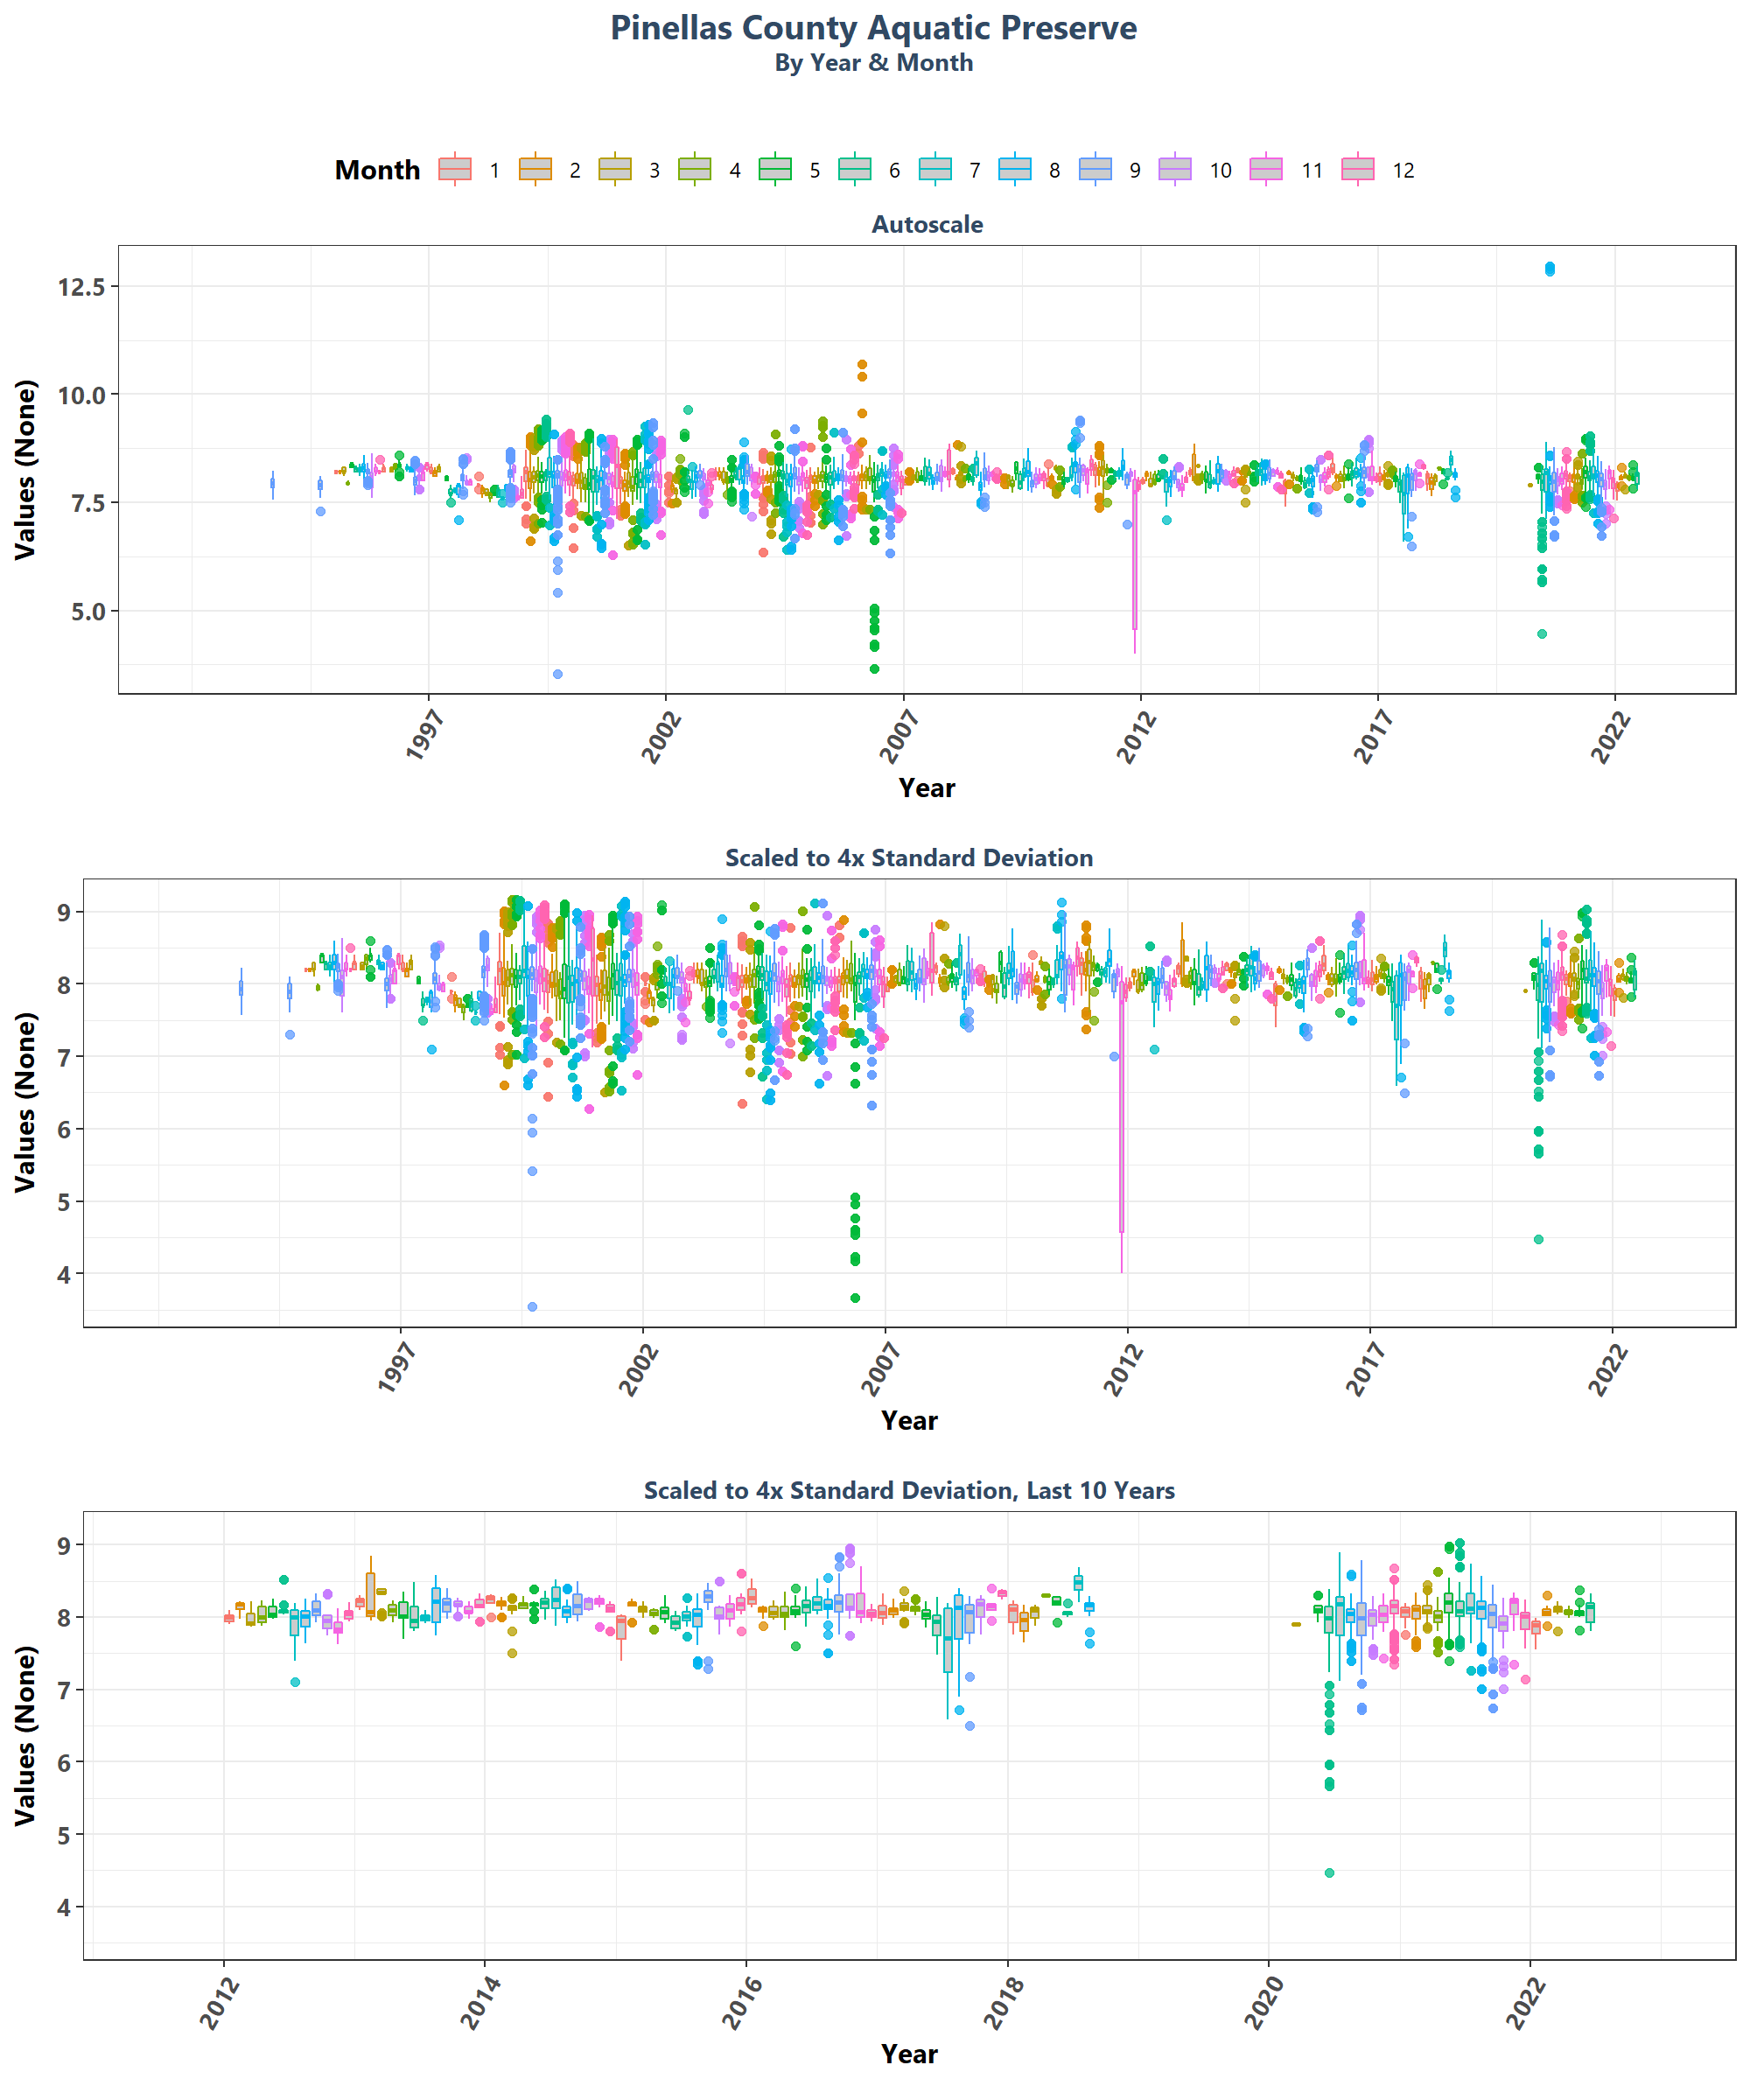 Pinellas County Aquatic Preserve
By Year & Month
Month 1 2 3 4 5 6 7 8 9 10 11 12
Autoscale
Values (None)
12.5
10.0
7.5
5.0
1997 2002 2007 2012 2017 2022
Year
Scaled to 4x Standard Deviation
Values (None)
9
8
7
6
5
4
1997 2002 2007 2012 2017 2022
Year
Scaled to 4x Standard Deviation, Last 10 Years
Values (None)
9
8
7
6
5
4
2012 2014 2016 2018 2020 2022
Year